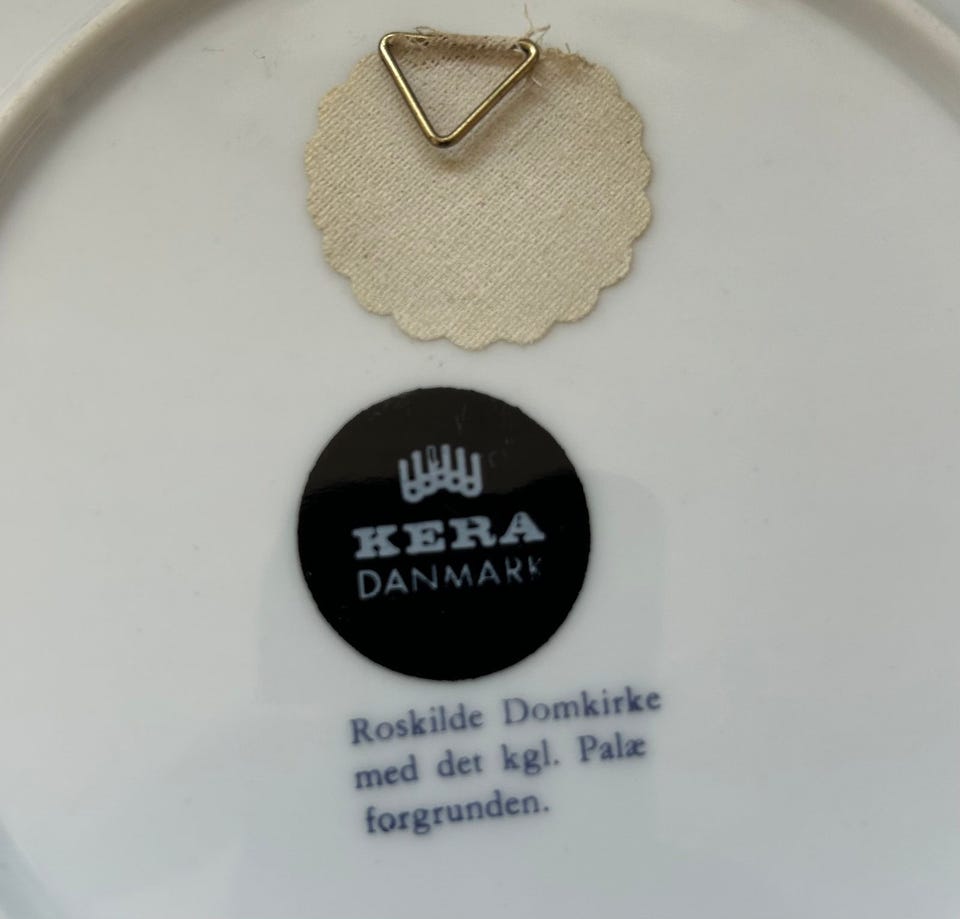 KERA
DANMARK
Roskilde Domkirke
med det kgl. Palæ
forgrunden.